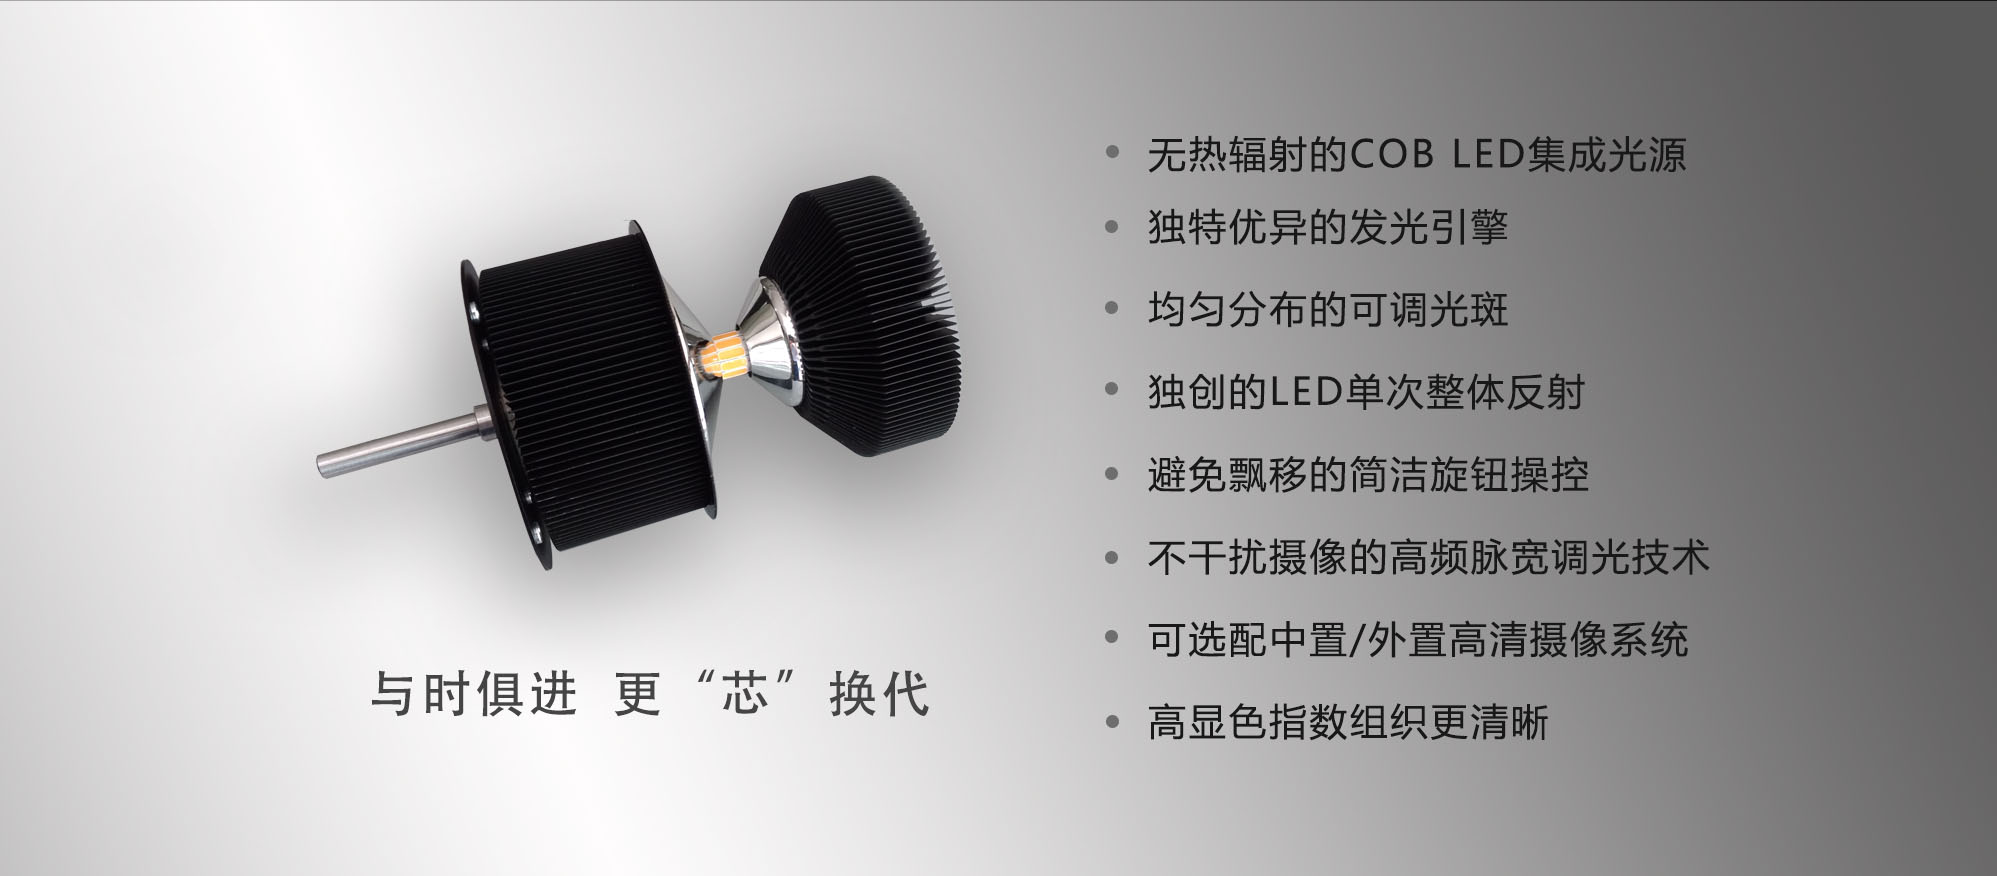 无热辐射的COB LED集成光源
独特优异的发光引擎
均匀分布的可调光斑
独创的LED单次整体反射
避免飘移的简洁旋钮操控
不干扰摄像的高频脉宽调光技术
可选配中置/外置高清摄像系统
高显色指数组织更清晰
与时俱进 更“芯”换代